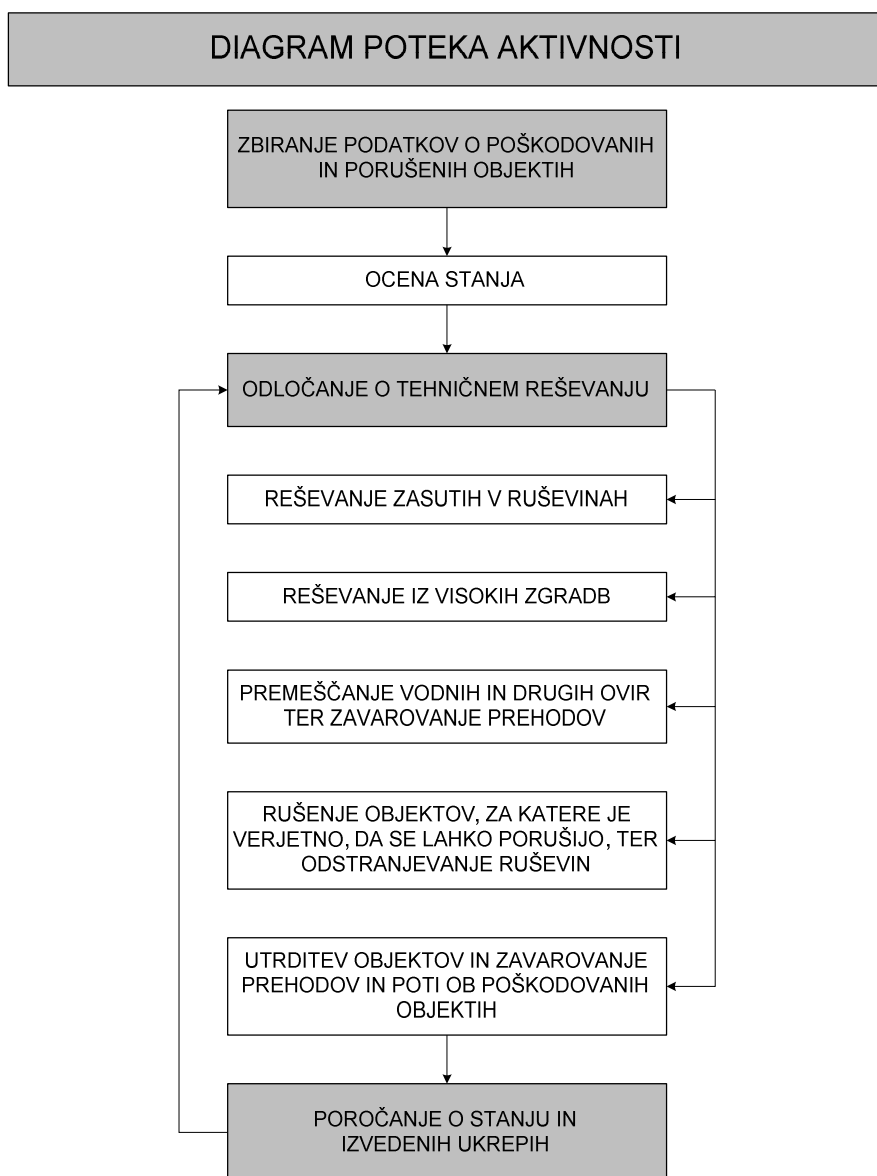 DIAGRAM POTEKA AKTIVNOSTI
ZBIRANJE PODATKOV O POŠKODOVANIH
IN PORUŠENIH OBJEKTIH
OCENA STANJA
ODLOČANJE O TEHNIČNEM REŠEVANJU
REŠEVANJE ZASUTIH V RUŠEVINAH
REŠEVANJE IZ VISOKIH ZGRADB
PREMEŠČANJE VODNIH IN DRUGIH OVIR
TER ZAVAROVANJE PREHODOV
RUŠENJE OBJEKTOV, ZA KATERE JE
VERJETNO, DA SE LAHKO PORUŠIJO, TER
ODSTRANJEVANJE RUŠEVIN
UTRDITEV OBJEKTOV IN ZAVAROVANJE
PREHODOV IN POTI OB POŠKODOVANIH
OBJEKTIH
POROČANJE O STANJU IN
IZVEDENIH UKREPIH